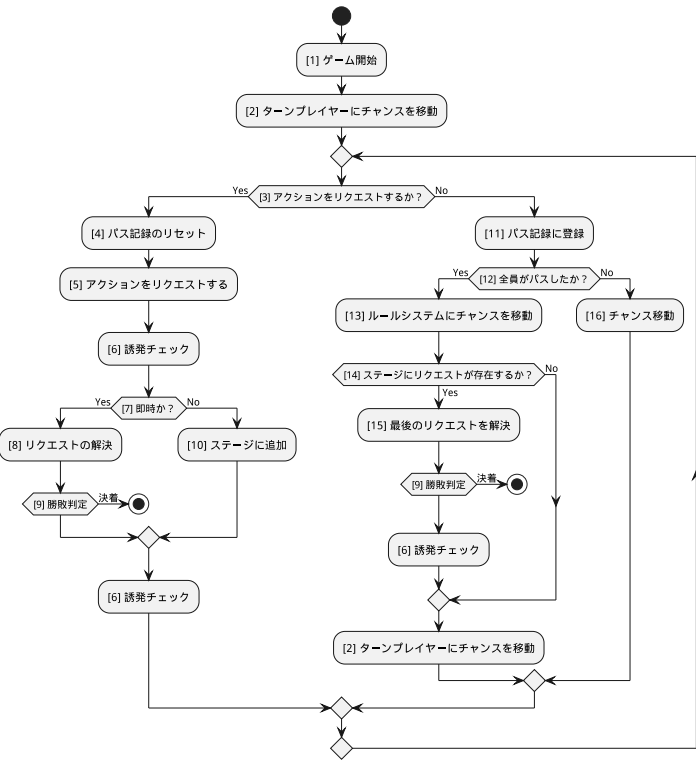 [1] ゲーム開始
[2] ターンプレイヤーにチャンスを移動
[3] アクションをリクエストするか？
Yes
No
[4] パス記録のリセット
[5] アクションをリクエストする
[6] 誘発チェック
[7] 即時か？
Yes
No
[8] リクエストの解決
[10] ステージに追加
[9] 勝敗判定
決着
[6] 誘発チェック
[11] パス記録に登録
[12] 全員がパスしたか？
Yes
No
[13] ルールシステムにチャンスを移動
[16] チャンス移動
[14] ステージにリクエストが存在するか？
No
Yes
[15] 最後のリクエストを解決
[9] 勝敗判定
決着
[6] 誘発チェック
[2] ターンプレイヤーにチャンスを移動